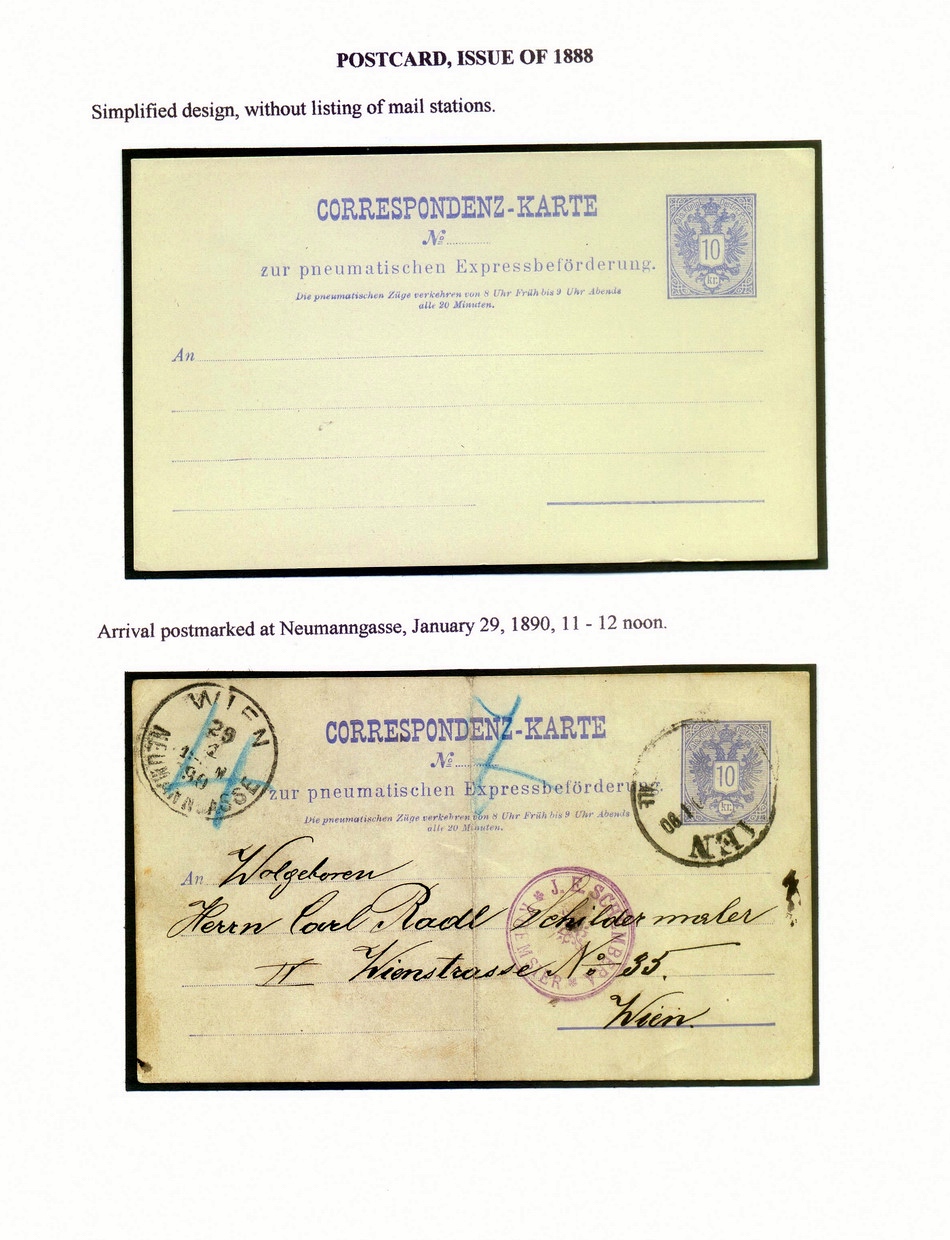 POSTCARD, ISSUE OF 1888
Simplified design, without listing of mail stations.
CORRESPONDENZ-KARTE
№
zur pneumatischen Expressbeförderung.
Die pneumatischen Züge verkehren von 8 Uhr Früh bis 9 Uhr Abends
alle 20 Minuten.
10
kr.
An
Arrival postmarked at Neumanngasse, January 29, 1890, 11 - 12 noon.
WIEN
29
90
CORRESPONDENZ-KARTE
№
zur pneumatischen Expressbeförderung.
Die pneumatischen Züge verkehren von 8 Uhr Früh bis 9 Uhr Abends
alle 20 Minuten.
10
kr.
An Wolgeboren
Herrn Carl Radl Schildermaler
IV Wienstrasse № 35.
Wien.